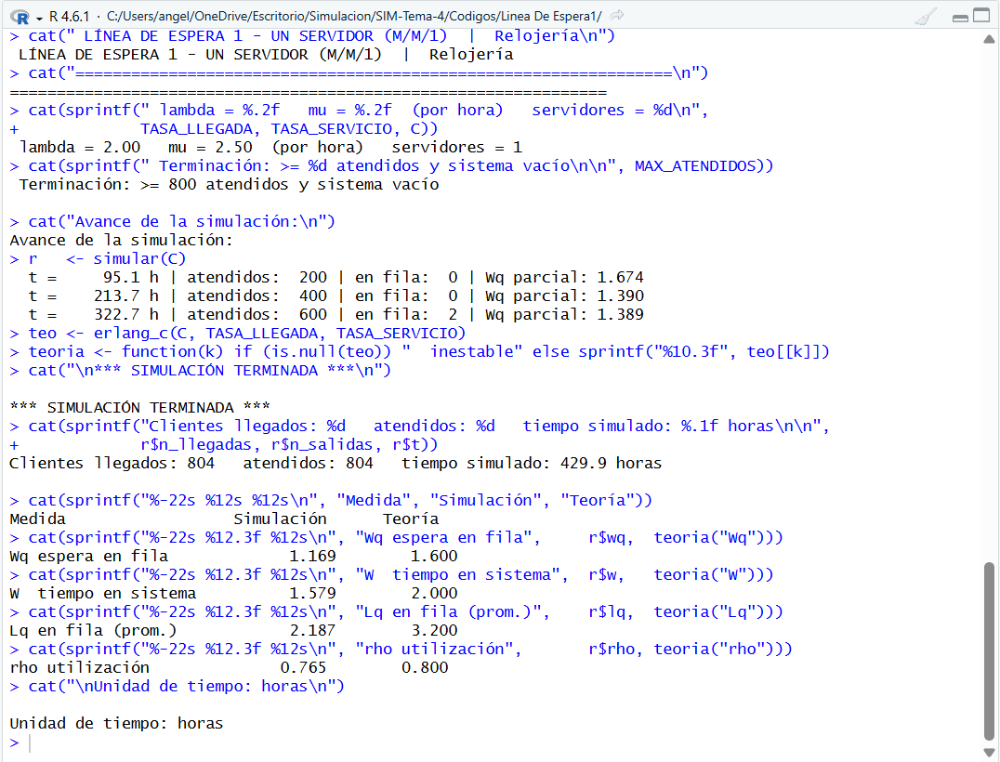 R 4.6.1 · C:/Users/angel/OneDrive/Escritorio/Simulacion/SIM-Tema-4/Codigos/Linea De Espera1/
> cat(" LÍNEA DE ESPERA 1 - UN SERVIDOR (M/M/1)  |  Relojería\n")
 LÍNEA DE ESPERA 1 - UN SERVIDOR (M/M/1)  |  Relojería
> cat("================================================================\n")
================================================================
> cat(sprintf(" lambda = %.2f   mu = %.2f  (por hora)   servidores = %d\n",
+             TASA_LLEGADA, TASA_SERVICIO, C))
 lambda = 2.00   mu = 2.50  (por hora)   servidores = 1
> cat(sprintf(" Terminación: >= %d atendidos y sistema vacío\n\n", MAX_ATENDIDOS))
 Terminación: >= 800 atendidos y sistema vacío

> cat("Avance de la simulación:\n")
Avance de la simulación:
> r   <- simular(C)
  t =     95.1 h | atendidos:  200 | en fila:  0 | Wq parcial: 1.674
  t =    213.7 h | atendidos:  400 | en fila:  0 | Wq parcial: 1.390
  t =    322.7 h | atendidos:  600 | en fila:  2 | Wq parcial: 1.389
> teo <- erlang_c(C, TASA_LLEGADA, TASA_SERVICIO)
> teoria <- function(k) if (is.null(teo)) "  inestable" else sprintf("%10.3f", teo[[k]])
> cat("\n*** SIMULACIÓN TERMINADA ***\n")

*** SIMULACIÓN TERMINADA ***
> cat(sprintf("Clientes llegados: %d   atendidos: %d   tiempo simulado: %.1f horas\n\n",
+             r$n_llegadas, r$n_salidas, r$t))
Clientes llegados: 804   atendidos: 804   tiempo simulado: 429.9 horas

> cat(sprintf("%-22s %12s %12s\n", "Medida", "Simulación", "Teoría"))
Medida                  Simulación      Teoría
> cat(sprintf("%-22s %12.3f %12s\n", "Wq espera en fila",     r$wq,  teoria("Wq")))
Wq espera en fila             1.169        1.600
> cat(sprintf("%-22s %12.3f %12s\n", "W  tiempo en sistema",  r$w,   teoria("W")))
W  tiempo en sistema          1.579        2.000
> cat(sprintf("%-22s %12.3f %12s\n", "Lq en fila (prom.)",    r$lq,  teoria("Lq")))
Lq en fila (prom.)            2.187        3.200
> cat(sprintf("%-22s %12.3f %12s\n", "rho utilización",       r$rho, teoria("rho")))
rho utilización              0.765        0.800
> cat("\nUnidad de tiempo: horas\n")

Unidad de tiempo: horas
>